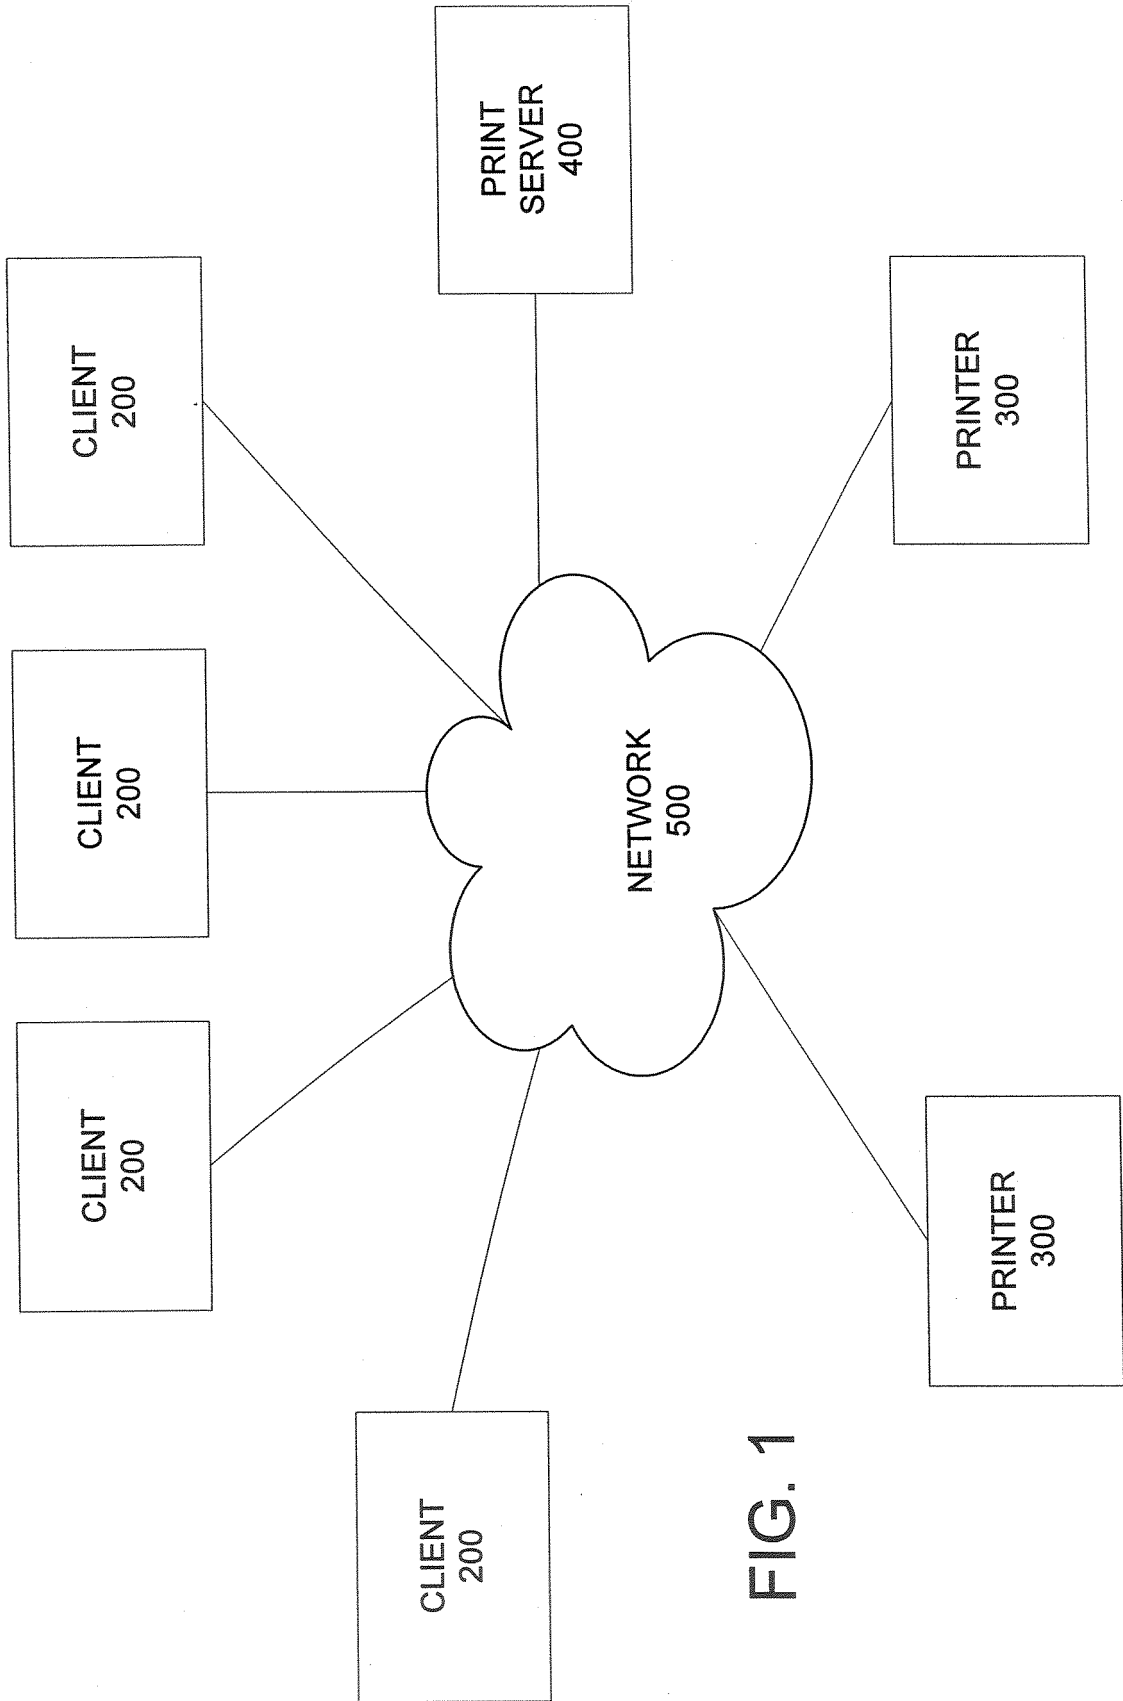 CLIENT
200
CLIENT
200
CLIENT
200
CLIENT
200
PRINT
SERVER
400
NETWORK
500
PRINTER
300
PRINTER
300
FIG. 1